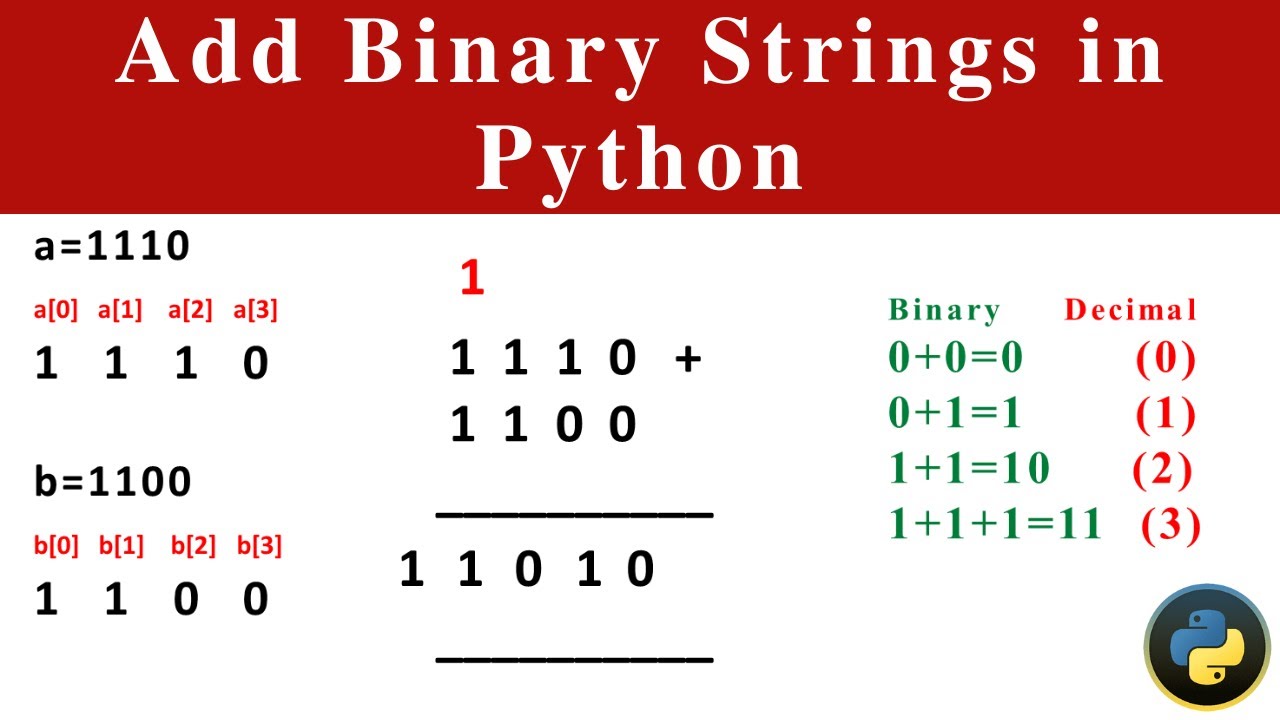 Add Binary Strings in
Python
a=1110
a[0] a[1] a[2] a[3]
1 1 1 0
b=1100
b[0] b[1] b[2] b[3]
1 1 0 0
1
1 1 1 0 +
1 1 0 0
__________
1 1 0 1 0
__________
Binary Decimal
0+0=0 (0)
0+1=1 (1)
1+1=10 (2)
1+1+1=11 (3)